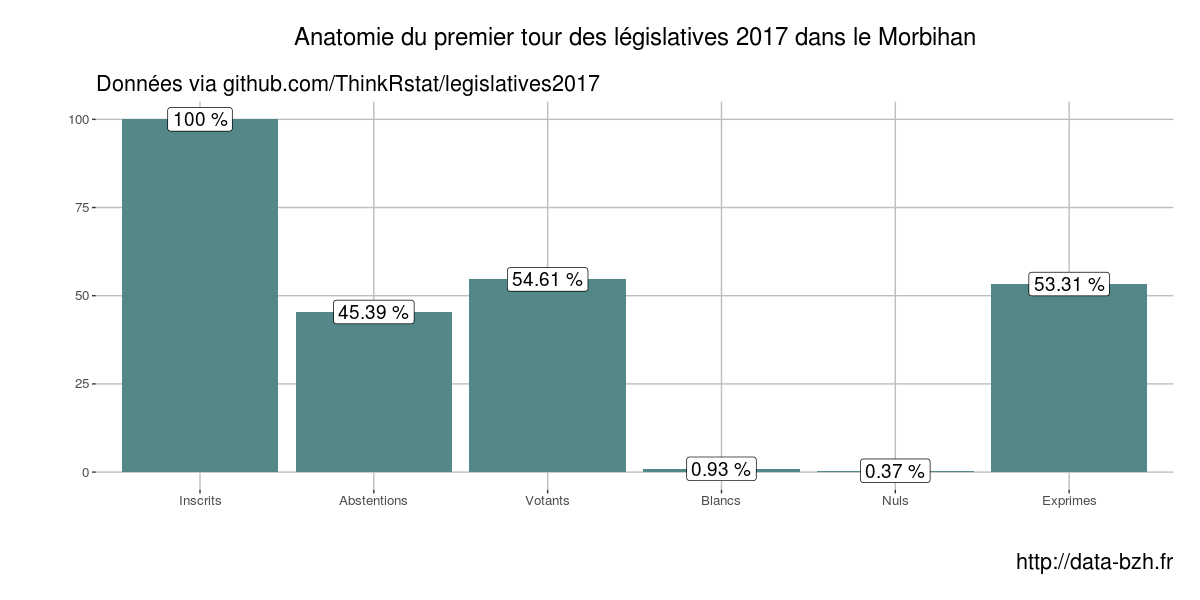 Anatomie du premier tour des législatives 2017 dans le Morbihan
Données via github.com/ThinkRstat/legislatives2017
100
75
50
25
0
100 %
45.39 %
54.61 %
0.93 %
0.37 %
53.31 %
Inscrits
Abstentions
Votants
Blancs
Nuls
Exprimes
http://data-bzh.fr